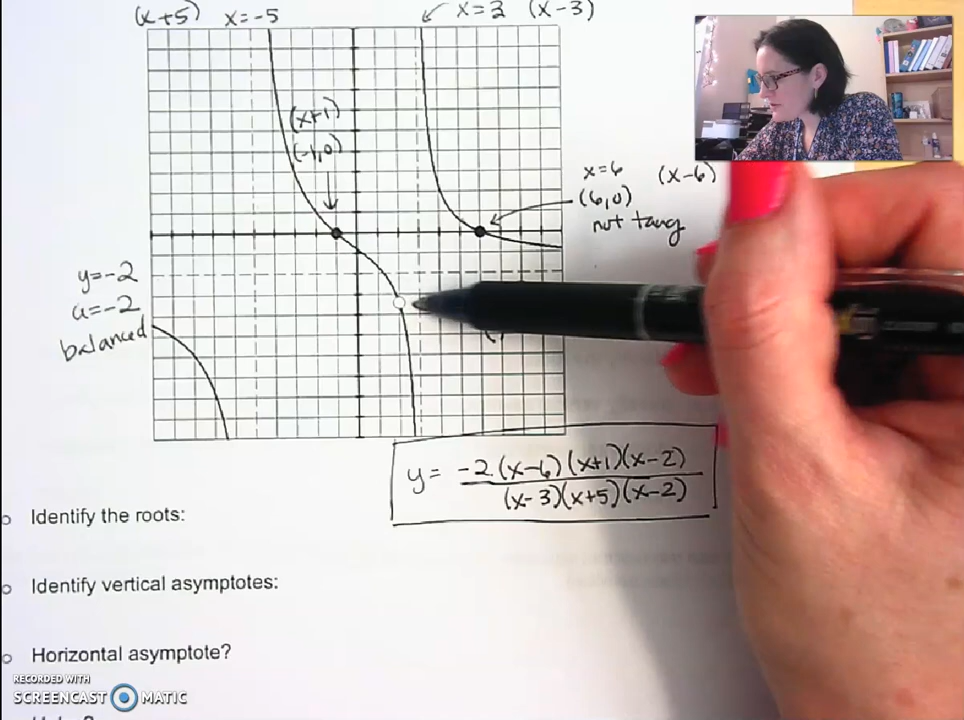 (x+5) x=-5
x=3 (x-3)
(x+1)
(-1,0)
x=6 (x-6)
(6,0)
not tang
y=-2
a=-2
balanced
y= -2(x-6)(x+1)(x-2)
(x-3)(x+5)(x-2)
Identify the roots:
Identify vertical asymptotes:
Horizontal asymptote?
RECORDED WITH
SCREENCAST MATIC